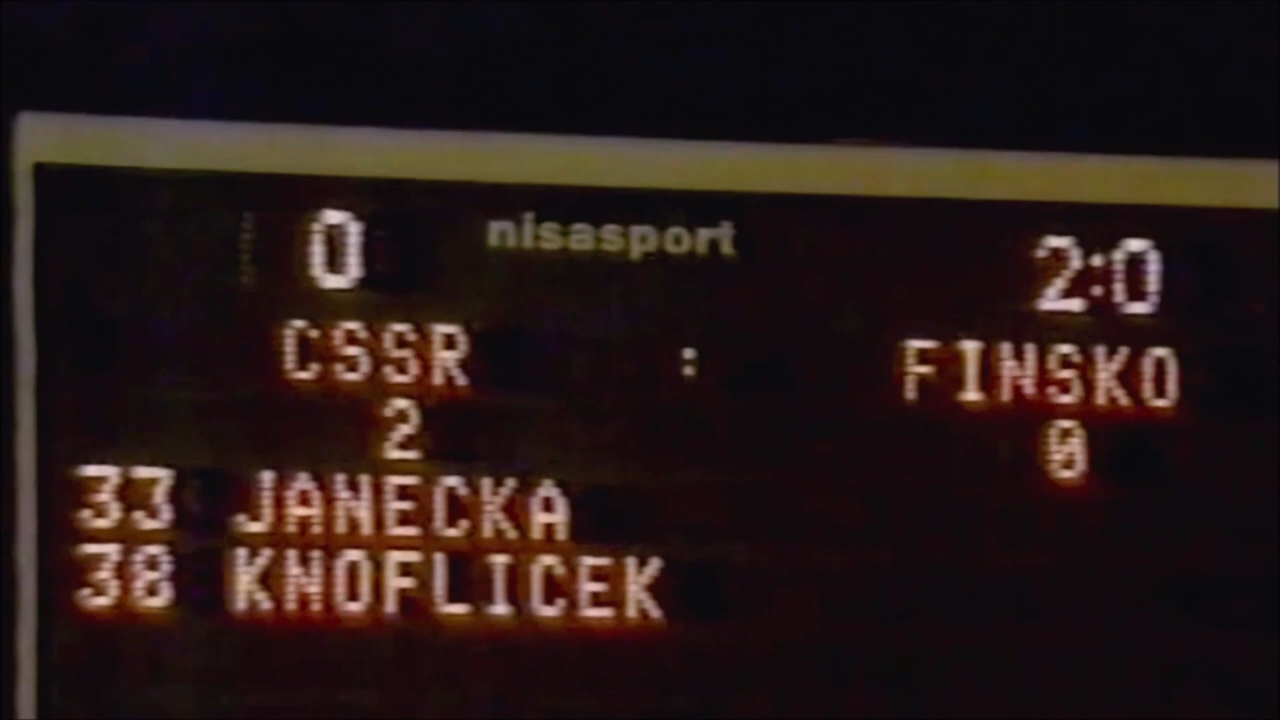 0 nisasport 2:0
CSSR : FINSKO
2 0
33 JANECKA
38 KNOFLICEK